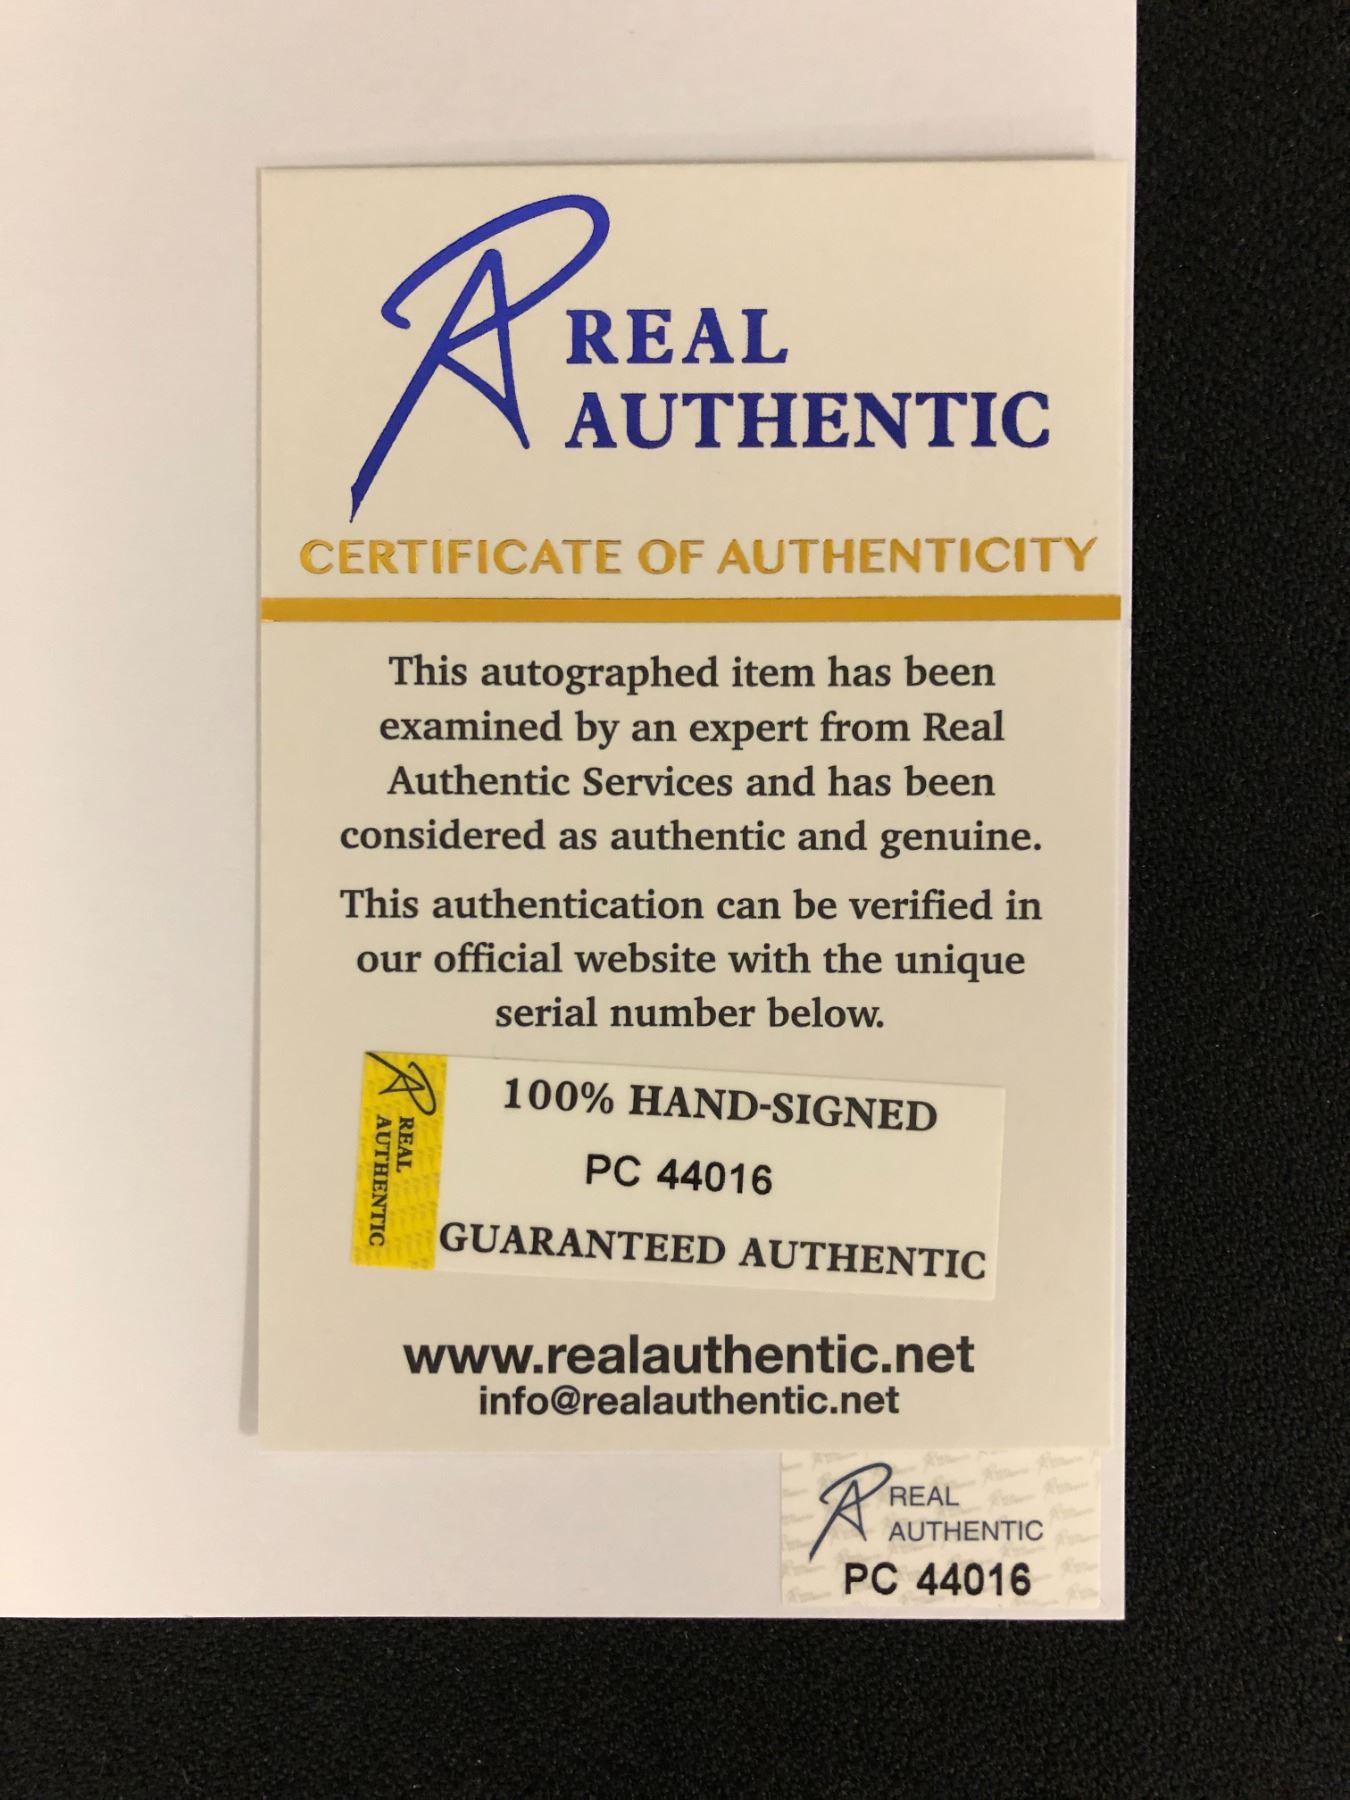 REAL
AUTHENTIC
CERTIFICATE OF AUTHENTICITY
This autographed item has been
examined by an expert from Real
Authentic Services and has been
considered as authentic and genuine.
This authentication can be verified in
our official website with the unique
serial number below.
REAL
AUTHENTIC
100% HAND-SIGNED
PC 44016
GUARANTEED AUTHENTIC
www.realauthentic.net
info@realauthentic.net
REAL
AUTHENTIC
PC 44016